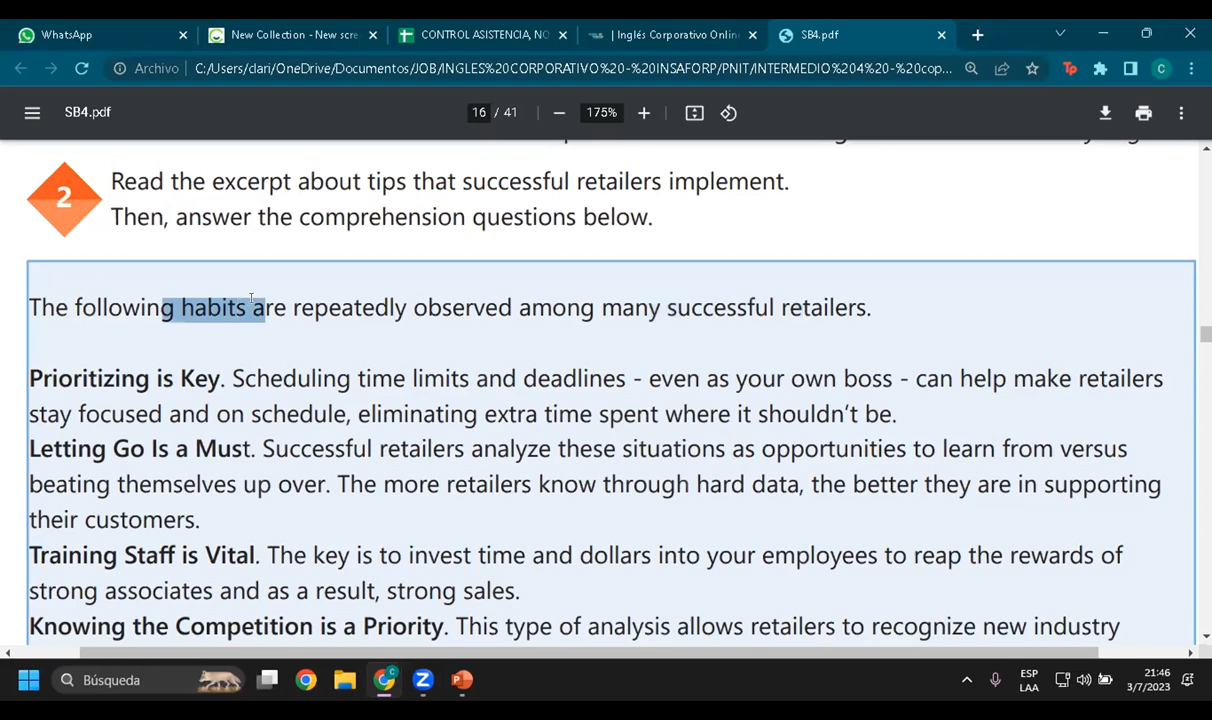 WhatsApp
New Collection - New scre
CONTROL ASISTENCIA, NO
| Inglés Corporativo Online
SB4.pdf
Archivo
C:/Users/clari/OneDrive/Documentos/JOB/INGLES%20CORPORATIVO%20-%20INSAFORP/PNIT/INTERMEDIO%204%20-%20cop...
C
SB4.pdf
16 / 41
175%
2
Read the excerpt about tips that successful retailers implement.
Then, answer the comprehension questions below.
The following habits are repeatedly observed among many successful retailers.
Prioritizing is Key. Scheduling time limits and deadlines - even as your own boss - can help make retailers
stay focused and on schedule, eliminating extra time spent where it shouldn't be.
Letting Go Is a Must. Successful retailers analyze these situations as opportunities to learn from versus
beating themselves up over. The more retailers know through hard data, the better they are in supporting
their customers.
Training Staff is Vital. The key is to invest time and dollars into your employees to reap the rewards of
strong associates and as a result, strong sales.
Knowing the Competition is a Priority. This type of analysis allows retailers to recognize new industry
Búsqueda
ESP
LAA
21:46
3/7/2023